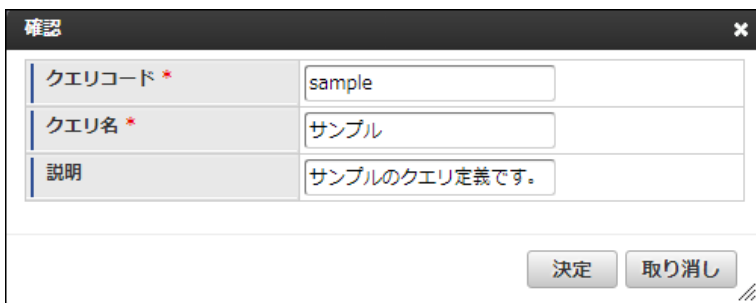 確認
クエリコード *
sample
クエリ名 *
サンプル
説明
サンプルのクエリ定義です。
決定 取り消し